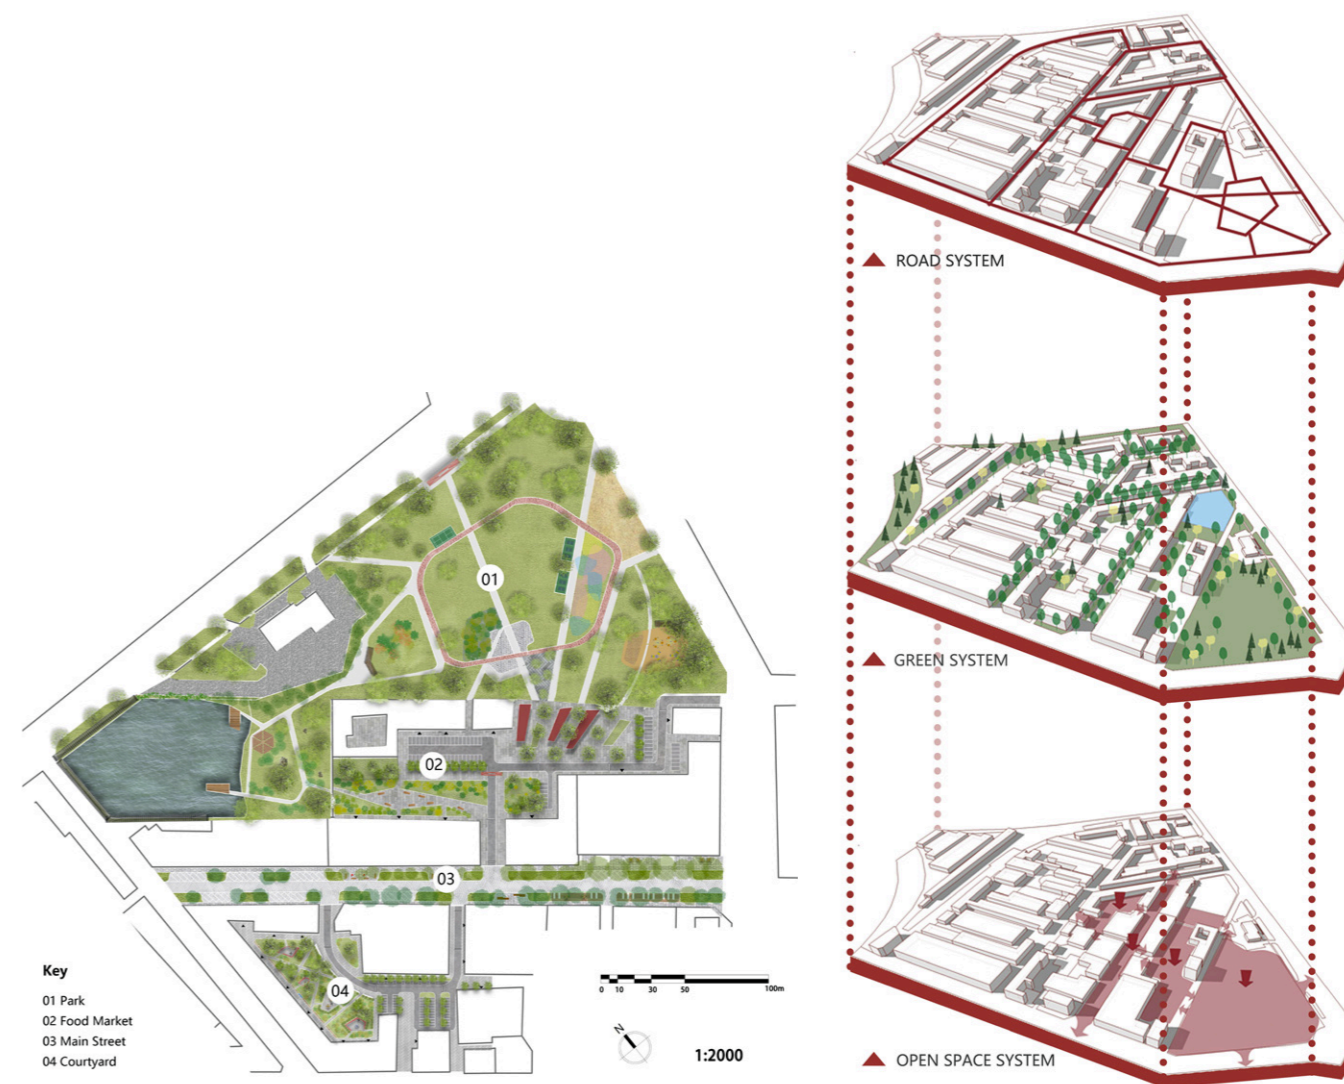 ROAD SYSTEM
GREEN SYSTEM
OPEN SPACE SYSTEM
01
02
03
04
Key
01 Park
02 Food Market
03 Main Street
04 Courtyard
0 10 30 50 100m
N
1:2000